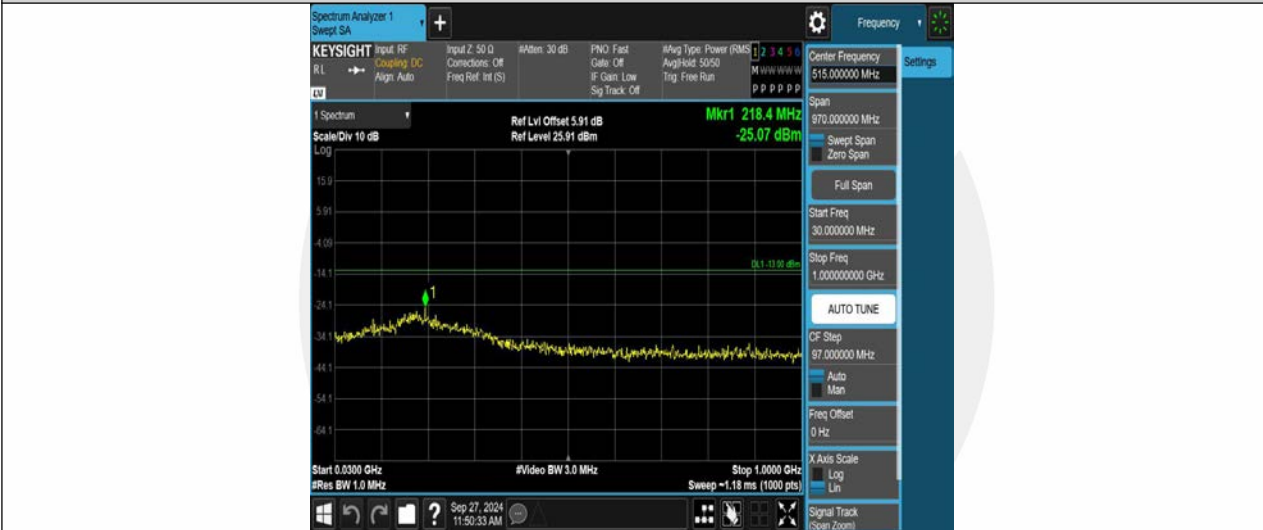 Spectrum Analyzer 1
Swept SA
+
Frequency
KEYSIGHT
RL
Input: RF
Coupling: DC
Align: Auto
Input Z: 50 Ω
Corrections: Off
Freq Ref: Int (S)
#Atten: 30 dB
PNO: Fast
Gate: Off
IF Gain: Low
Sig Track: Off
#Avg Type: Power (RMS
Avg|Hold: 50/50
Trig: Free Run
1 2 3 4 5 6
M W W W W W
P P P P P P
LW
1 Spectrum
Scale/Div 10 dB
Log
Ref Lvl Offset 5.91 dB
Ref Level 25.91 dBm
Mkr1 218.4 MHz
-25.07 dBm
15.9
5.91
-4.09
DL1 -13.00 dBm
-14.1
1
-24.1
-34.1
-44.1
-54.1
-64.1
Start 0.0300 GHz
#Res BW 1.0 MHz
#Video BW 3.0 MHz
Stop 1.0000 GHz
Sweep ~1.18 ms (1000 pts)
?
Sep 27, 2024
11:50:33 AM
Center Frequency
515.000000 MHz
Settings
Span
970.000000 MHz
Swept Span
Zero Span
Full Span
Start Freq
30.000000 MHz
Stop Freq
1.000000000 GHz
AUTO TUNE
CF Step
97.000000 MHz
Auto
Man
Freq Offset
0 Hz
X Axis Scale
Log
Lin
Signal Track
(Span Zoom)